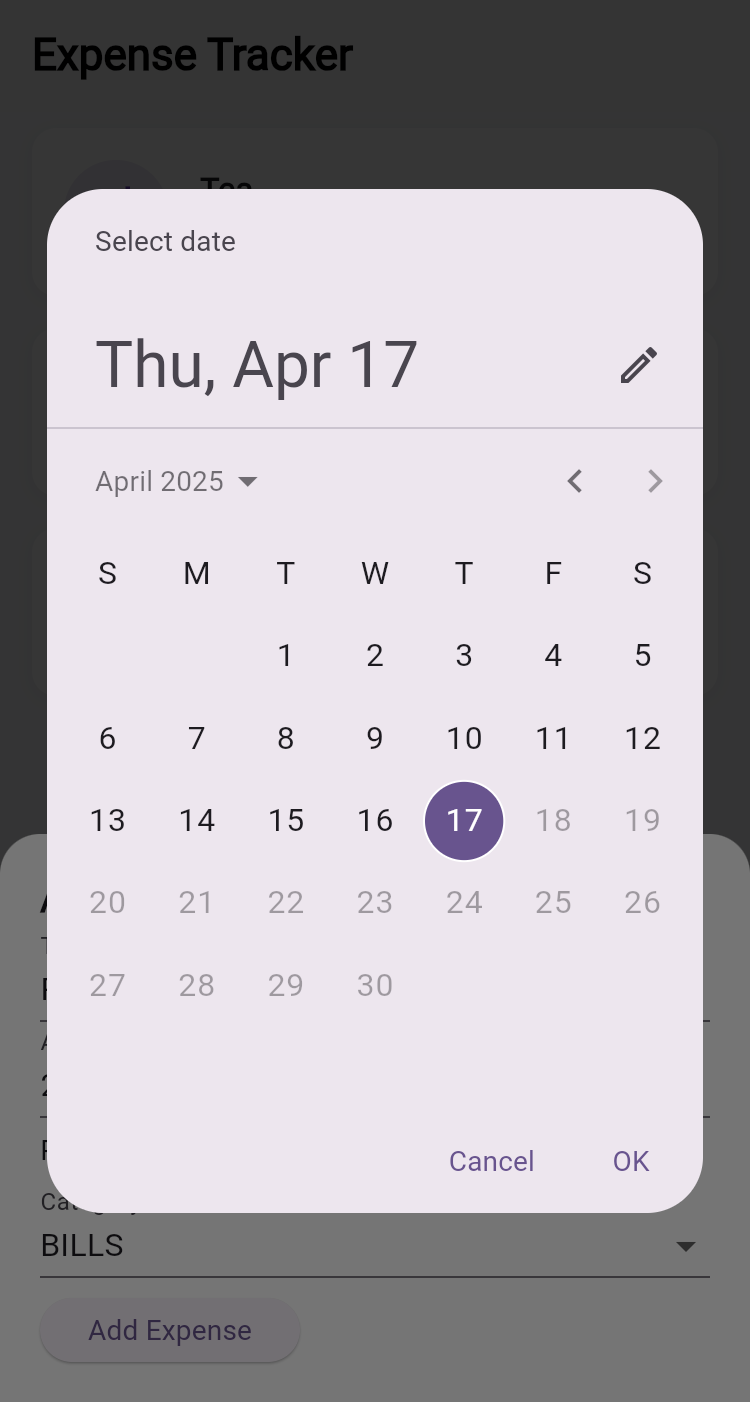 Expense Tracker
Select date
Thu, Apr 17
April 2025
S M T W T F S
1 2 3 4 5
6 7 8 9 10 11 12
13 14 15 16 17 18 19
20 21 22 23 24 25 26
27 28 29 30
Cancel OK
BILLS
Add Expense